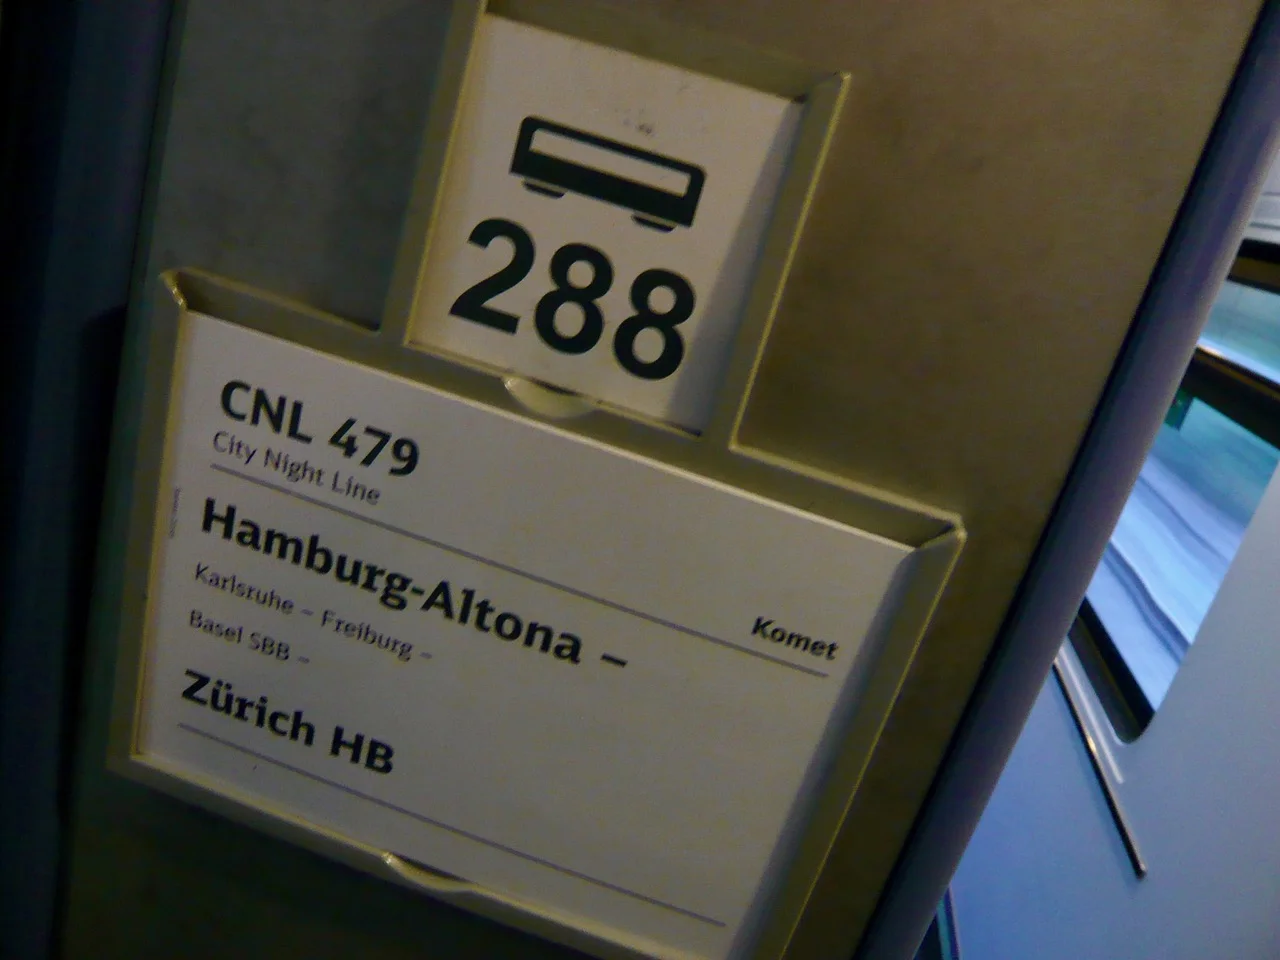 288
CNL 479
City Night Line
Komet
Hamburg-Altona –
Karlsruhe – Freiburg –
Basel SBB –
Zürich HB